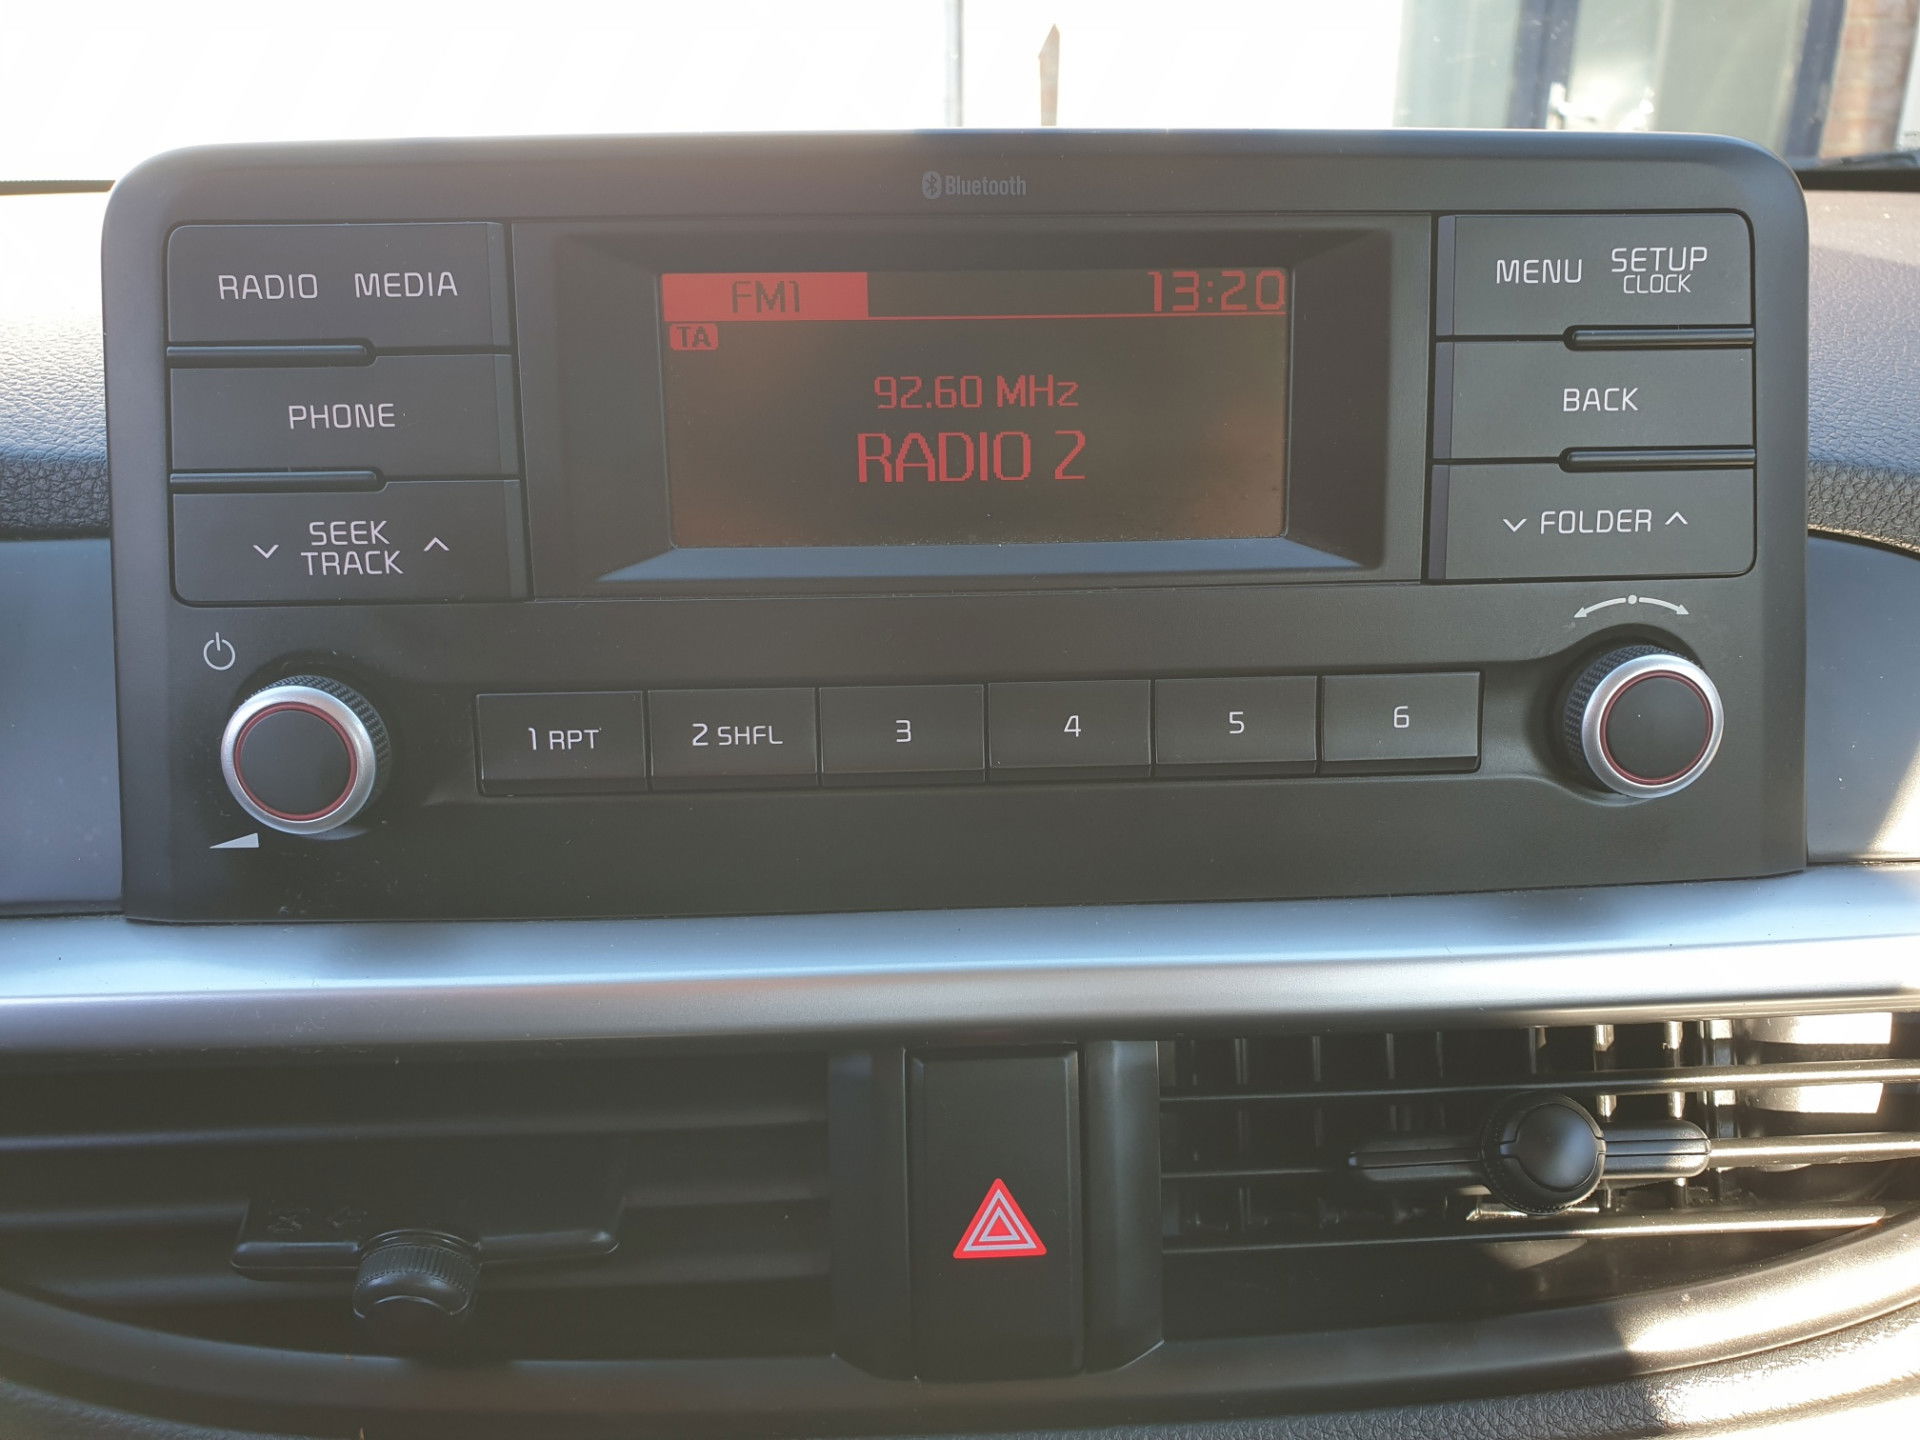 Bluetooth
RADIO MEDIA
PHONE
SEEK
TRACK
FM1 13:20
TA
92.60 MHz
RADIO 2
MENU SETUP
CLOCK
BACK
FOLDER
1 RPT 2 SHFL 3 4 5 6